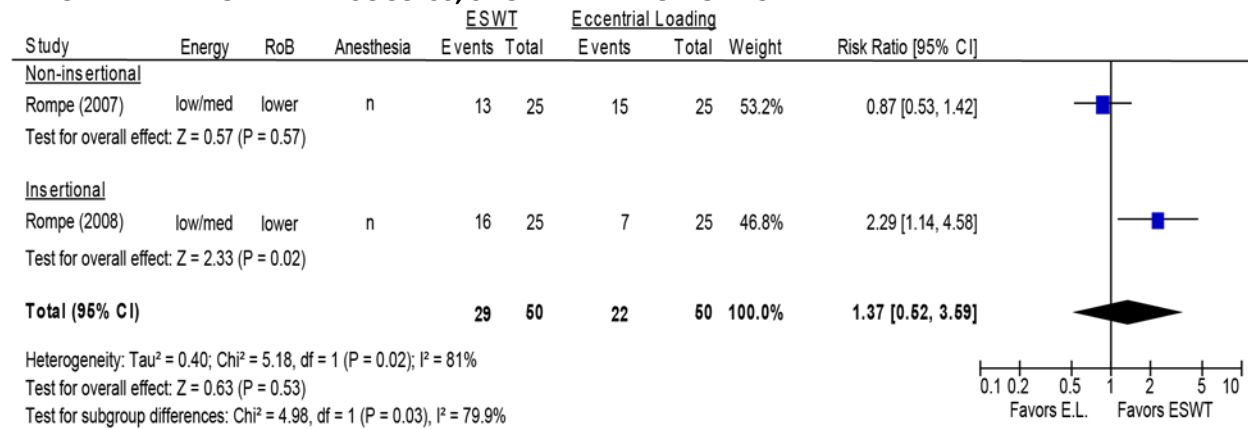 ESWT Eccentrial Loading
Study Energy RoB Anesthesia Events Total Events Total Weight Risk Ratio [95% CI]
Non-insertional
Rompe (2007) low/med lower n 13 25 15 25 53.2% 0.87 [0.53, 1.42]
Test for overall effect: Z = 0.57 (P = 0.57)
Insertional
Rompe (2008) low/med lower n 16 25 7 25 46.8% 2.29 [1.14, 4.58]
Test for overall effect: Z = 2.33 (P = 0.02)
Total (95% CI) 29 50 22 50 100.0% 1.37 [0.52, 3.59]
Heterogeneity: Tau² = 0.40; Chi² = 5.18, df = 1 (P = 0.02); I² = 81%
Test for overall effect: Z = 0.63 (P = 0.53)
Test for subgroup differences: Chi² = 4.98, df = 1 (P = 0.03), I² = 79.9%
0.1 0.2 0.5 1 2 5 10
Favors E.L. Favors ESWT